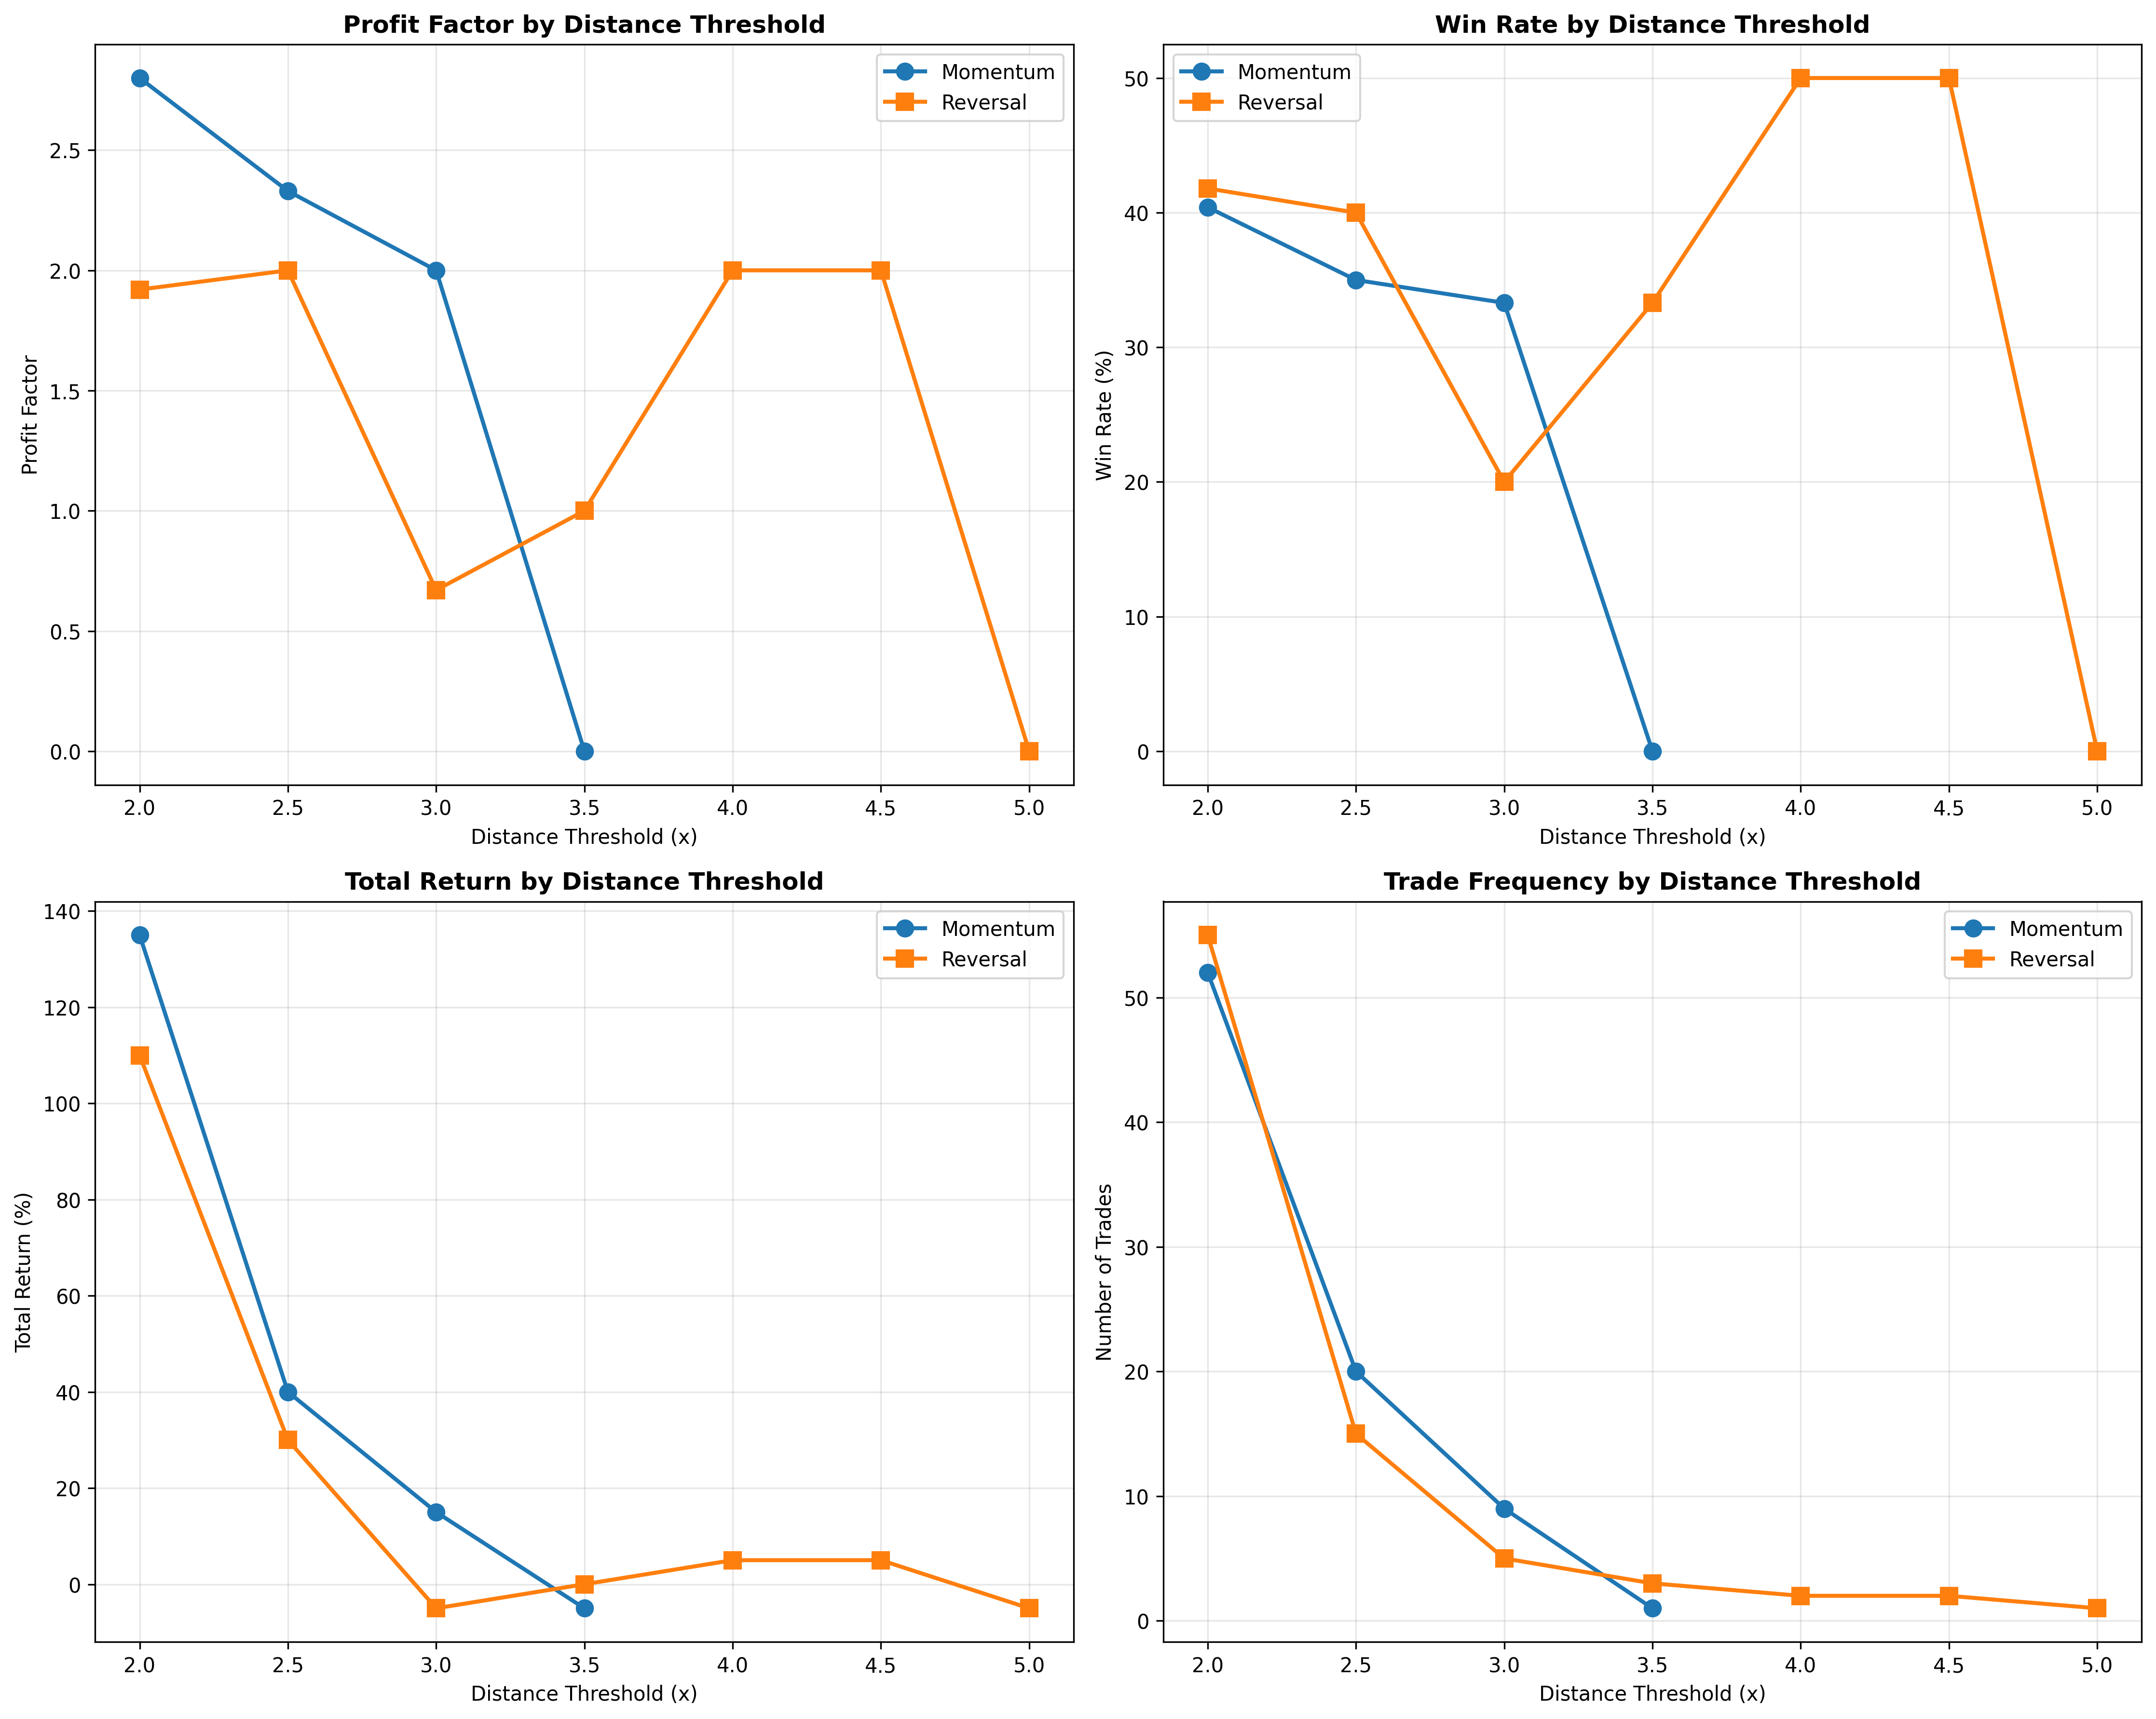 Profit Factor by Distance Threshold
Momentum
Reversal
2.5
2.0
1.5
1.0
0.5
0.0
Profit Factor
2.0 2.5 3.0 3.5 4.0 4.5 5.0
Distance Threshold (x)
Win Rate by Distance Threshold
Momentum
Reversal
50
40
30
20
10
0
Win Rate (%)
2.0 2.5 3.0 3.5 4.0 4.5 5.0
Distance Threshold (x)
Total Return by Distance Threshold
Momentum
Reversal
140
120
100
80
60
40
20
0
Total Return (%)
2.0 2.5 3.0 3.5 4.0 4.5 5.0
Distance Threshold (x)
Trade Frequency by Distance Threshold
Momentum
Reversal
50
40
30
20
10
0
Number of Trades
2.0 2.5 3.0 3.5 4.0 4.5 5.0
Distance Threshold (x)